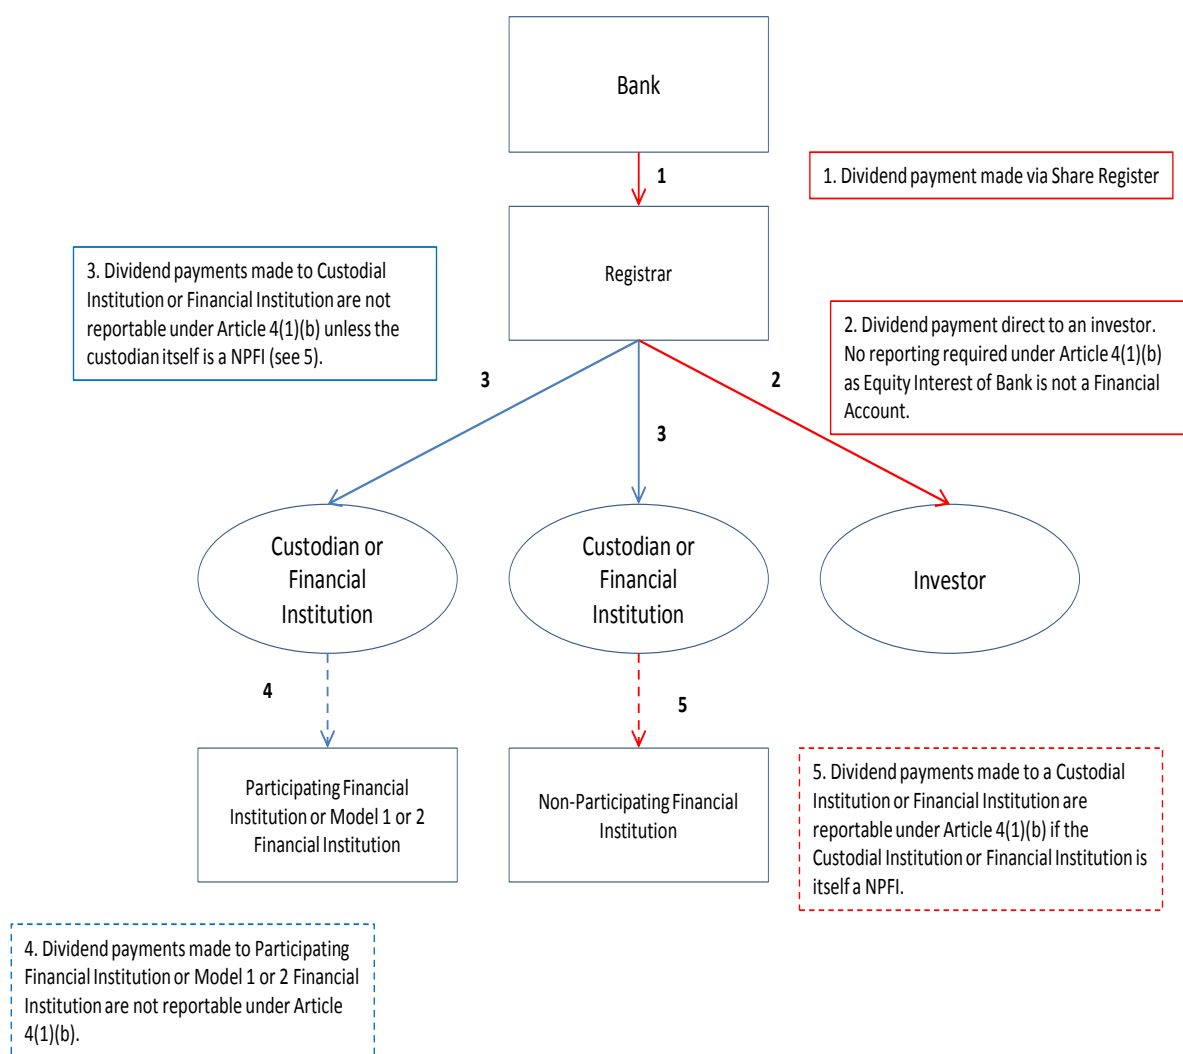 Bank
1
1. Dividend payment made via Share Register
3. Dividend payments made to Custodial
Institution or Financial Institution are not
reportable under Article 4(1)(b) unless the
custodian itself is a NPFI (see 5).
Registrar
2. Dividend payment direct to an investor.
No reporting required under Article 4(1)(b)
as Equity Interest of Bank is not a Financial
Account.
3
3
2
Custodian or
Financial
Institution
Custodian or
Financial
Institution
Investor
4
5
Participating Financial
Institution or Model 1 or 2
Financial Institution
Non-Participating Financial
Institution
5. Dividend payments made to a Custodial
Institution or Financial Institution are
reportable under Article 4(1)(b) if the
Custodial Institution or Financial Institution is
itself a NPFI.
4. Dividend payments made to Participating
Financial Institution or Model 1 or 2 Financial
Institution are not reportable under Article
4(1)(b).